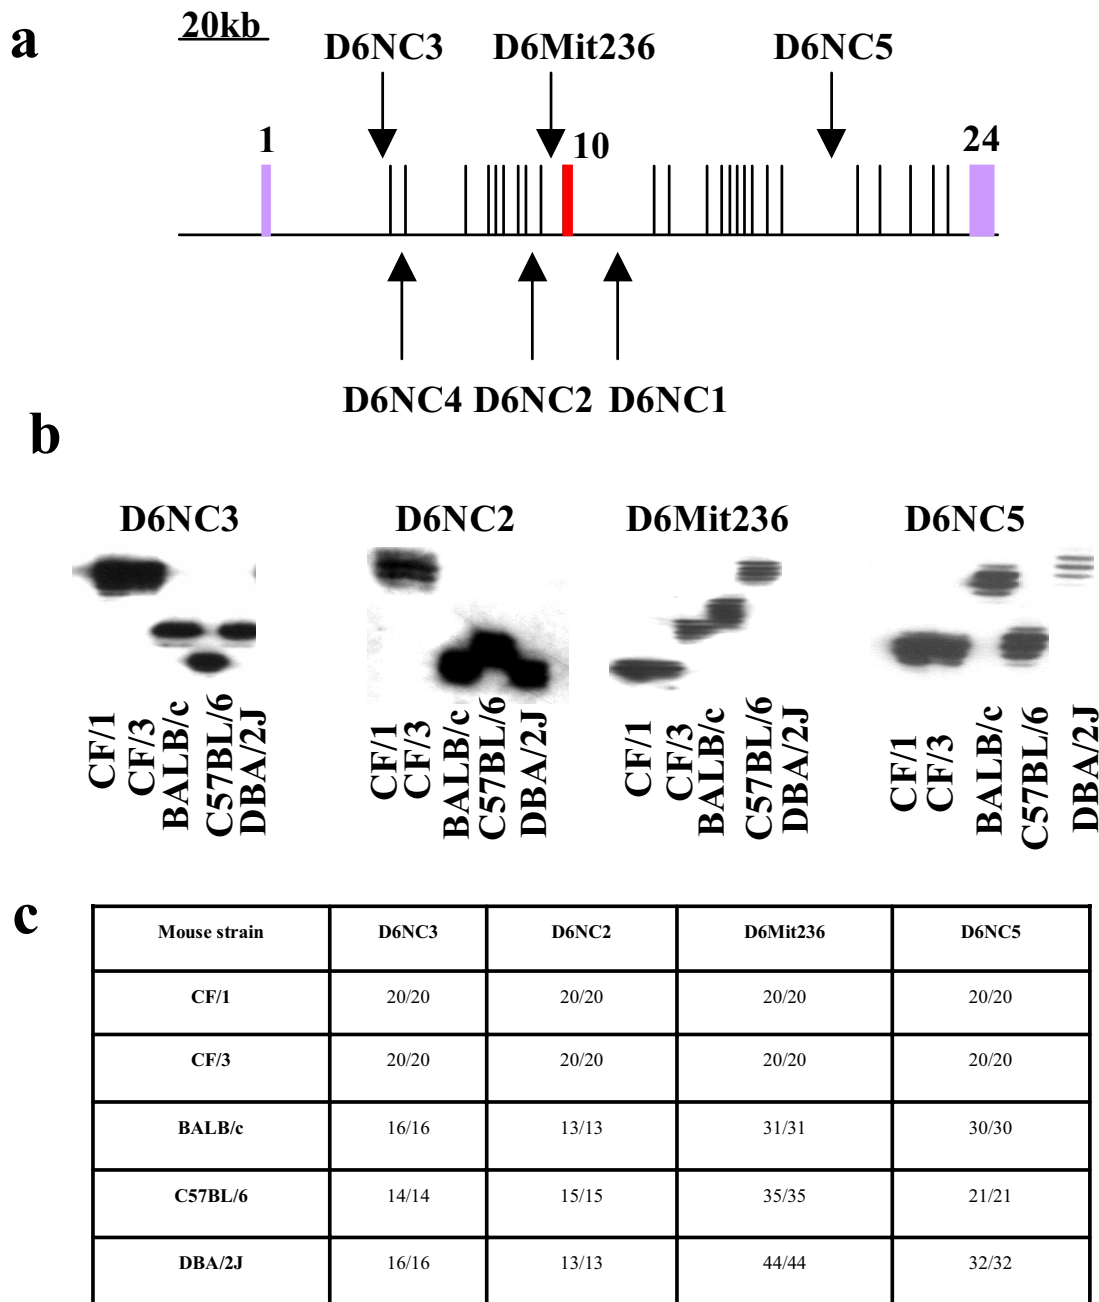 a
20kb
D6NC3 D6Mit236 D6NC5
1 10 24
D6NC4 D6NC2 D6NC1
b
D6NC3 D6NC2 D6Mit236 D6NC5
CF/1 CF/3 BALB/c C57BL/6 DBA/2J
CF/1 CF/3 BALB/c C57BL/6 DBA/2J
CF/1 CF/3 BALB/c C57BL/6 DBA/2J
CF/1 CF/3 BALB/c C57BL/6 DBA/2J
c
Mouse strain D6NC3 D6NC2 D6Mit236 D6NC5
CF/1 20/20 20/20 20/20 20/20
CF/3 20/20 20/20 20/20 20/20
BALB/c 16/16 13/13 31/31 30/30
C57BL/6 14/14 15/15 35/35 21/21
DBA/2J 16/16 13/13 44/44 32/32